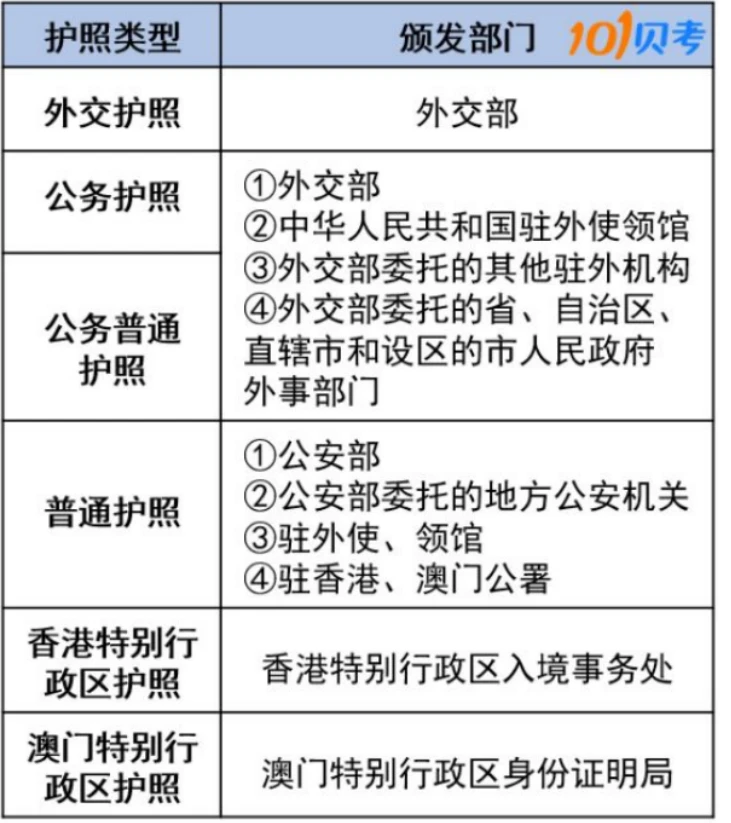 护照类型
颁发部门
101贝考
外交护照
外交部
公务护照
公务普通
护照
①外交部
②中华人民共和国驻外使领馆
③外交部委托的其他驻外机构
④外交部委托的省、自治区、
直辖市和设区的市人民政府
外事部门
普通护照
①公安部
②公安部委托的地方公安机关
③驻外使、领馆
④驻香港、澳门公署
香港特别行
政区护照
香港特别行政区入境事务处
澳门特别行
政区护照
澳门特别行政区身份证明局